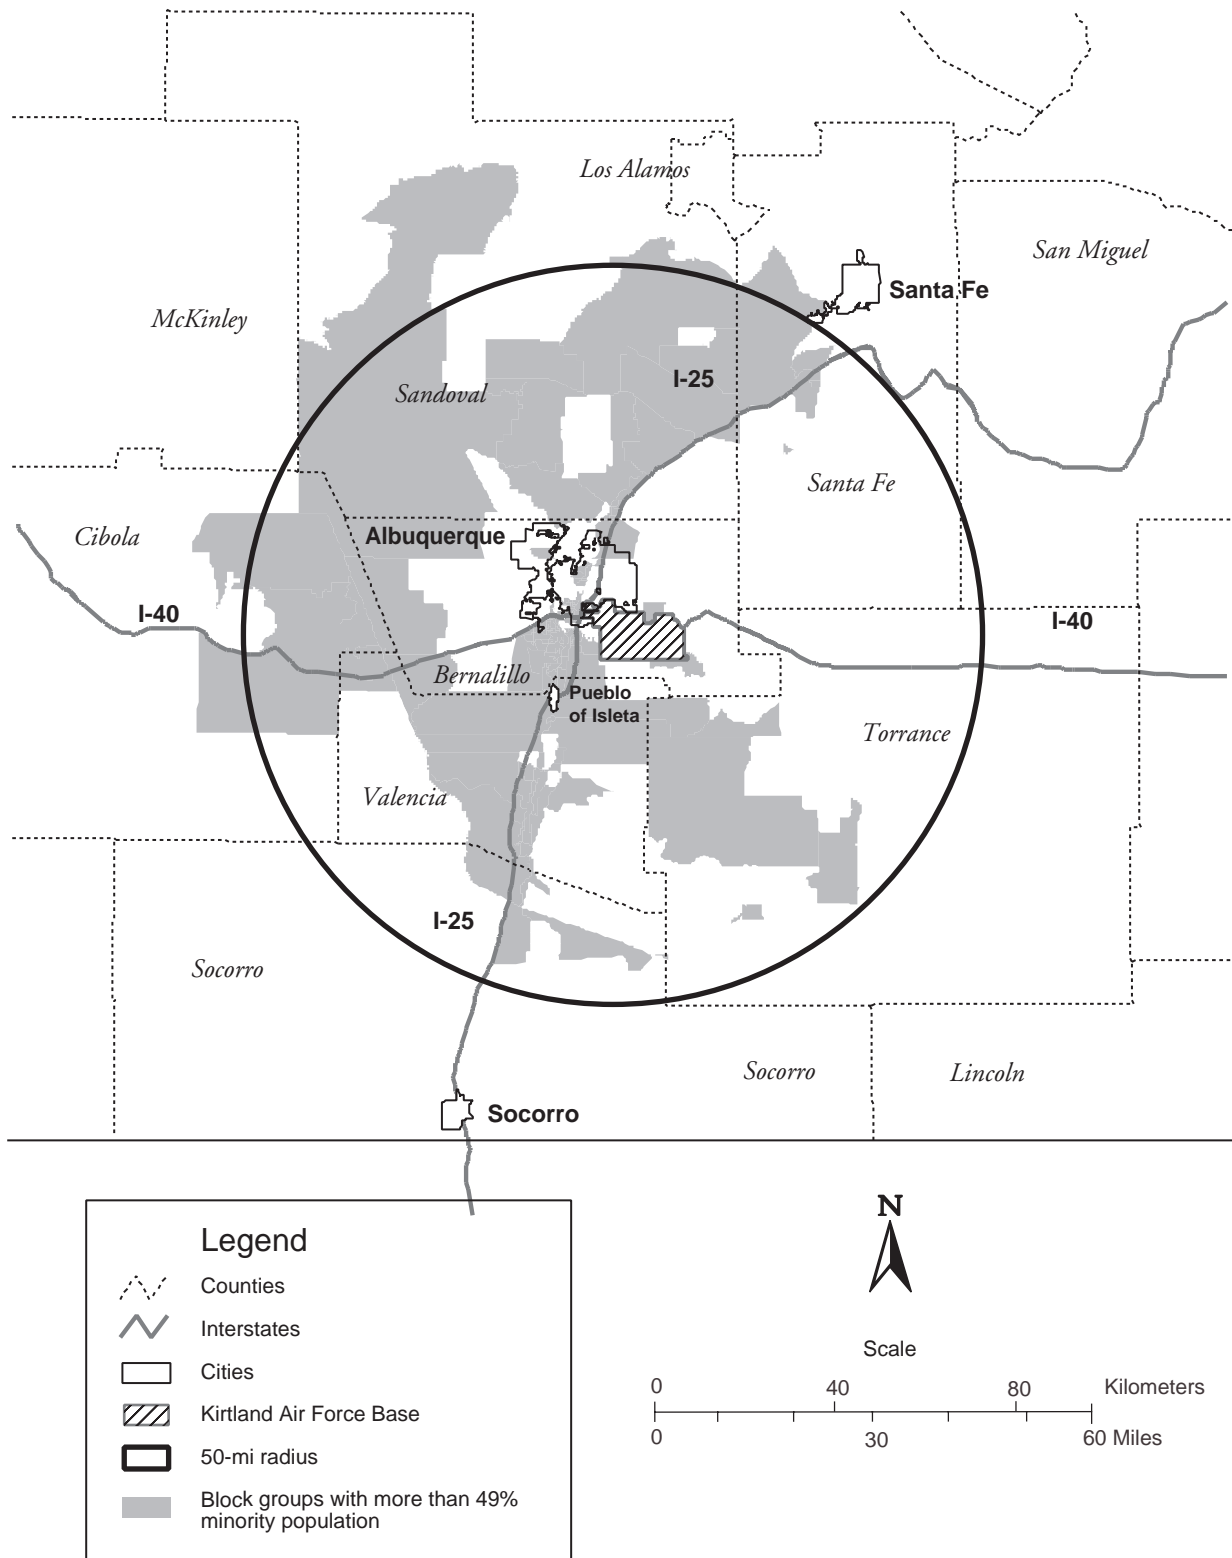 Los Alamos
San Miguel
Santa Fe
McKinley
I-25
Sandoval
Santa Fe
Albuquerque
Cibola
I-40
I-40
Bernalillo
Pueblo
of Isleta
Torrance
Valencia
I-25
Socorro
Socorro
Lincoln
Socorro
N
Legend
Counties
Interstates
Cities
Kirtland Air Force Base
50-mi radius
Block groups with more than 49%
minority population
Scale
0 40 80 Kilometers
0 30 60 Miles